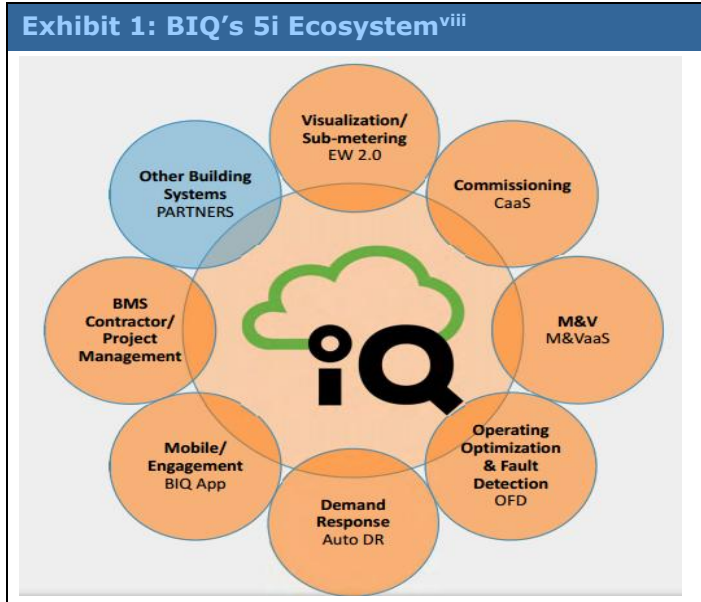 Exhibit 1: BIQ's 5i Ecosystemviii
Visualization/
Sub-metering
EW 2.0
Commissioning
CaaS
M&V
M&VaaS
Operating
Optimization
& Fault
Detection
OFD
Demand
Response
Auto DR
Mobile/
Engagement
BIQ App
BMS
Contractor/
Project
Management
Other Building
Systems
PARTNERS
iQ